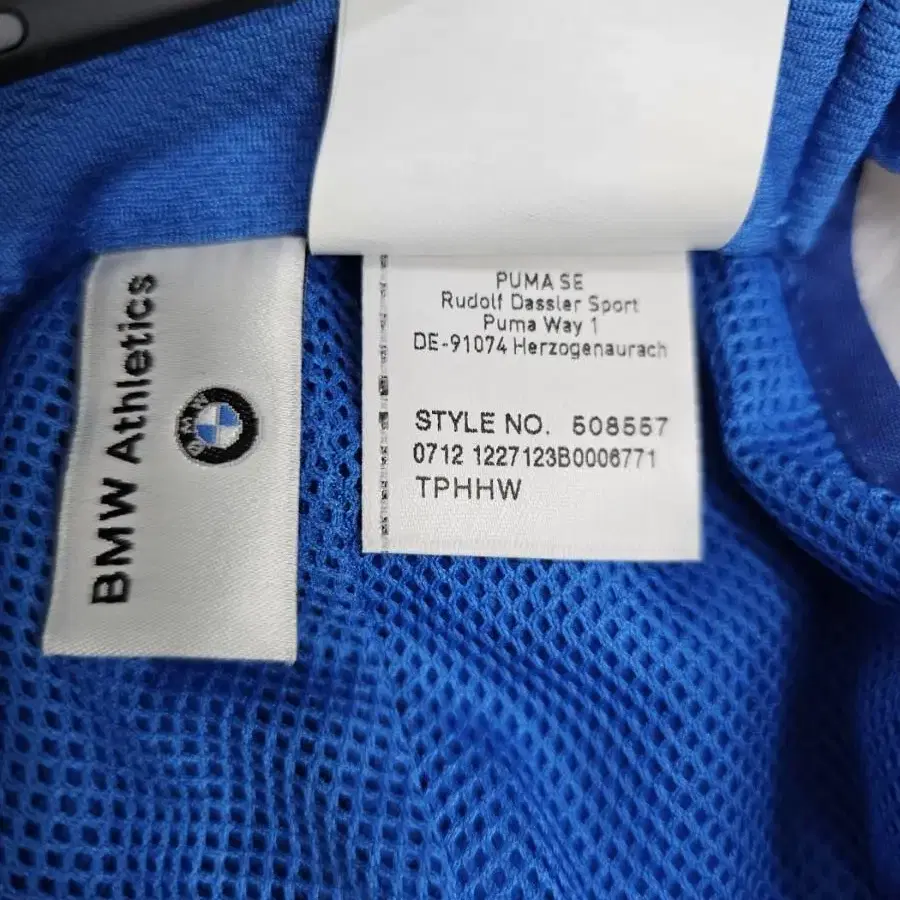 BMW Athletics
BMW
PUMA SE
Rudolf Dassler Sport
Puma Way 1
DE-91074 Herzogenaurach
STYLE NO. 508557
0712 1227123B0006771
TPHHW